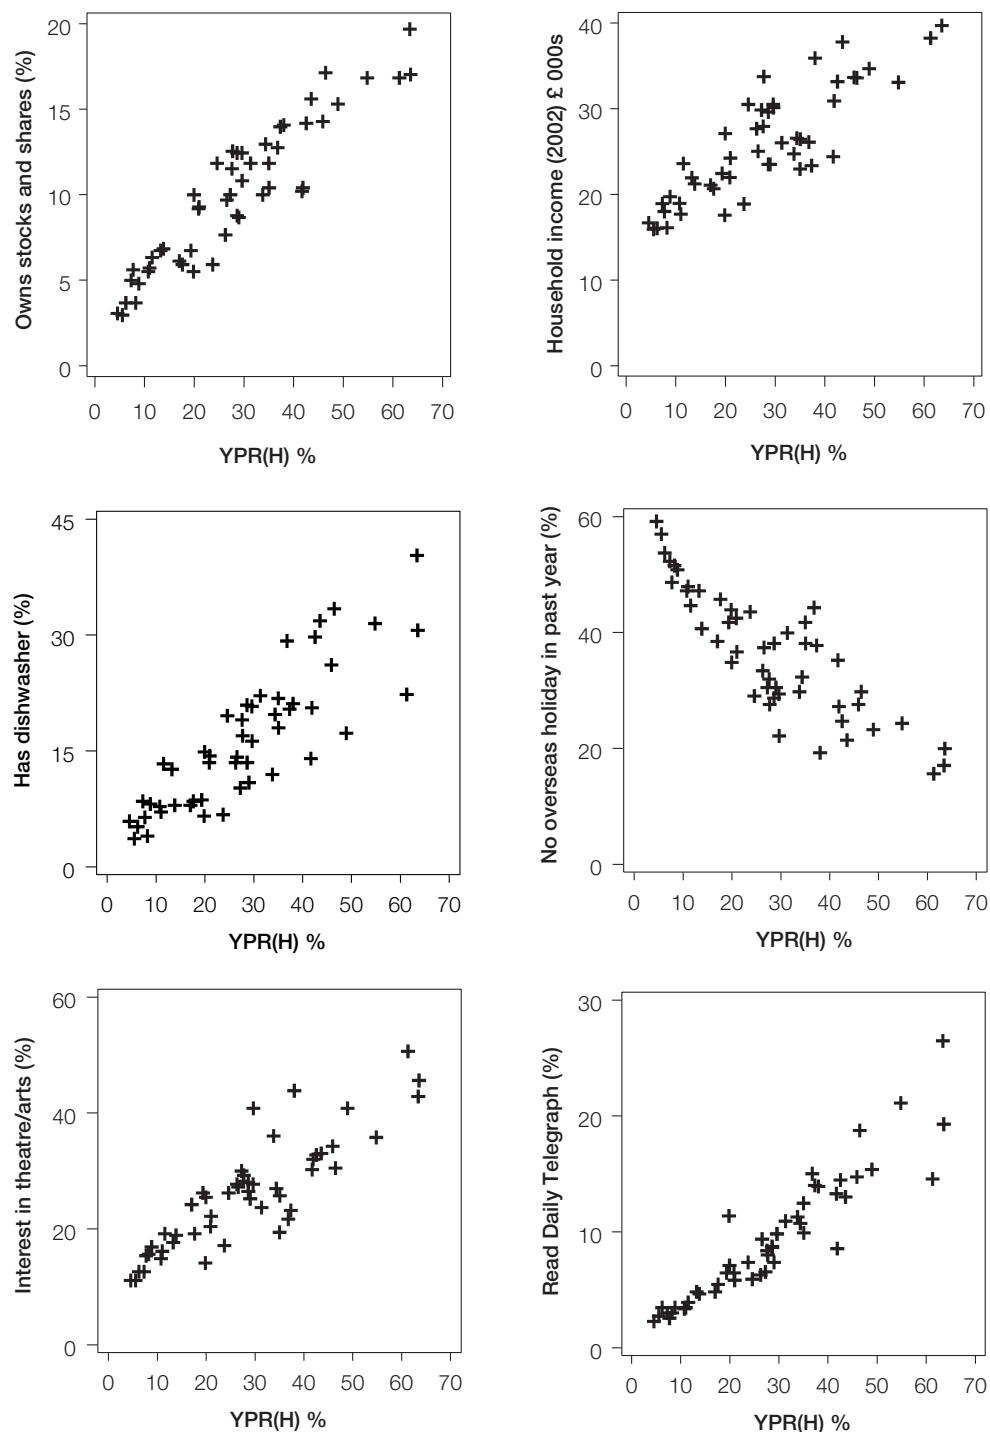 Owns stocks and shares (%)
20
15
10
5
0
0 10 20 30 40 50 60 70
YPR(H) %
Household income (2002) £ 000s
40
30
20
10
0
0 10 20 30 40 50 60 70
YPR(H) %
Has dishwasher (%)
45
30
15
0
0 10 20 30 40 50 60 70
YPR(H) %
No overseas holiday in past year (%)
60
40
20
0
0 10 20 30 40 50 60 70
YPR(H) %
Interest in theatre/arts (%)
60
40
20
0
0 10 20 30 40 50 60 70
YPR(H) %
Read Daily Telegraph (%)
30
20
10
0
0 10 20 30 40 50 60 70
YPR(H) %